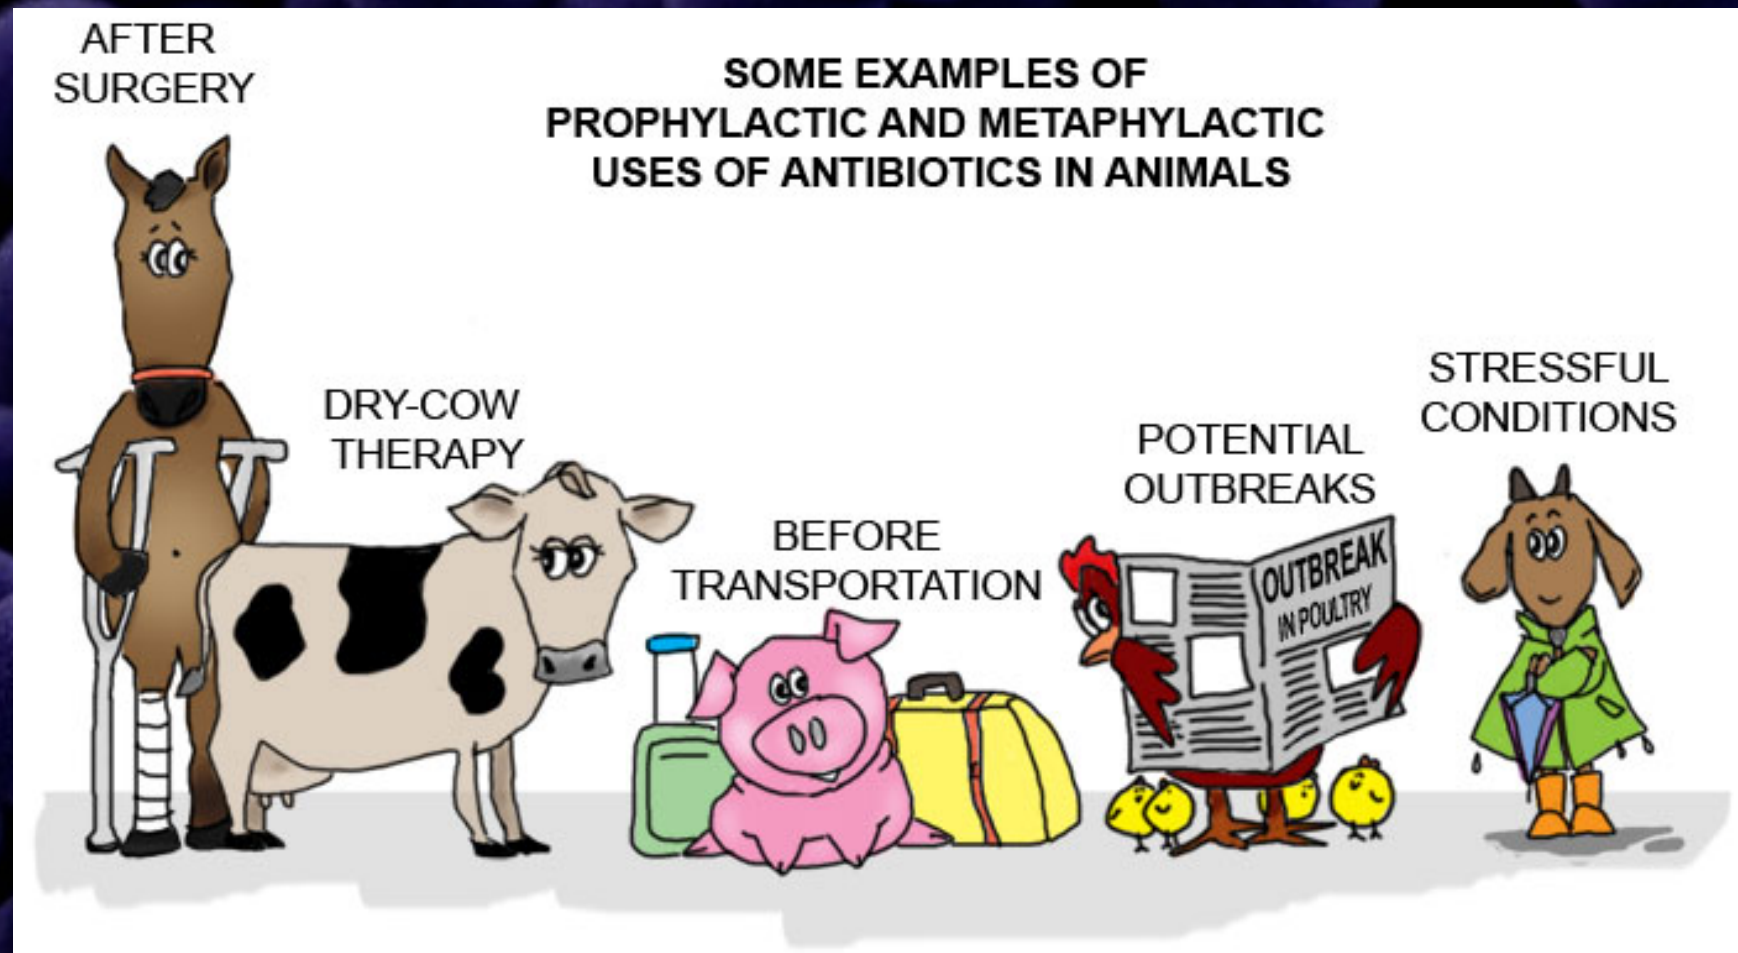 AFTER
SURGERY
SOME EXAMPLES OF
PROPHYLACTIC AND METAPHYLACTIC
USES OF ANTIBIOTICS IN ANIMALS
DRY-COW
THERAPY
BEFORE
TRANSPORTATION
POTENTIAL
OUTBREAKS
OUTBREAK
IN POULTRY
STRESSFUL
CONDITIONS